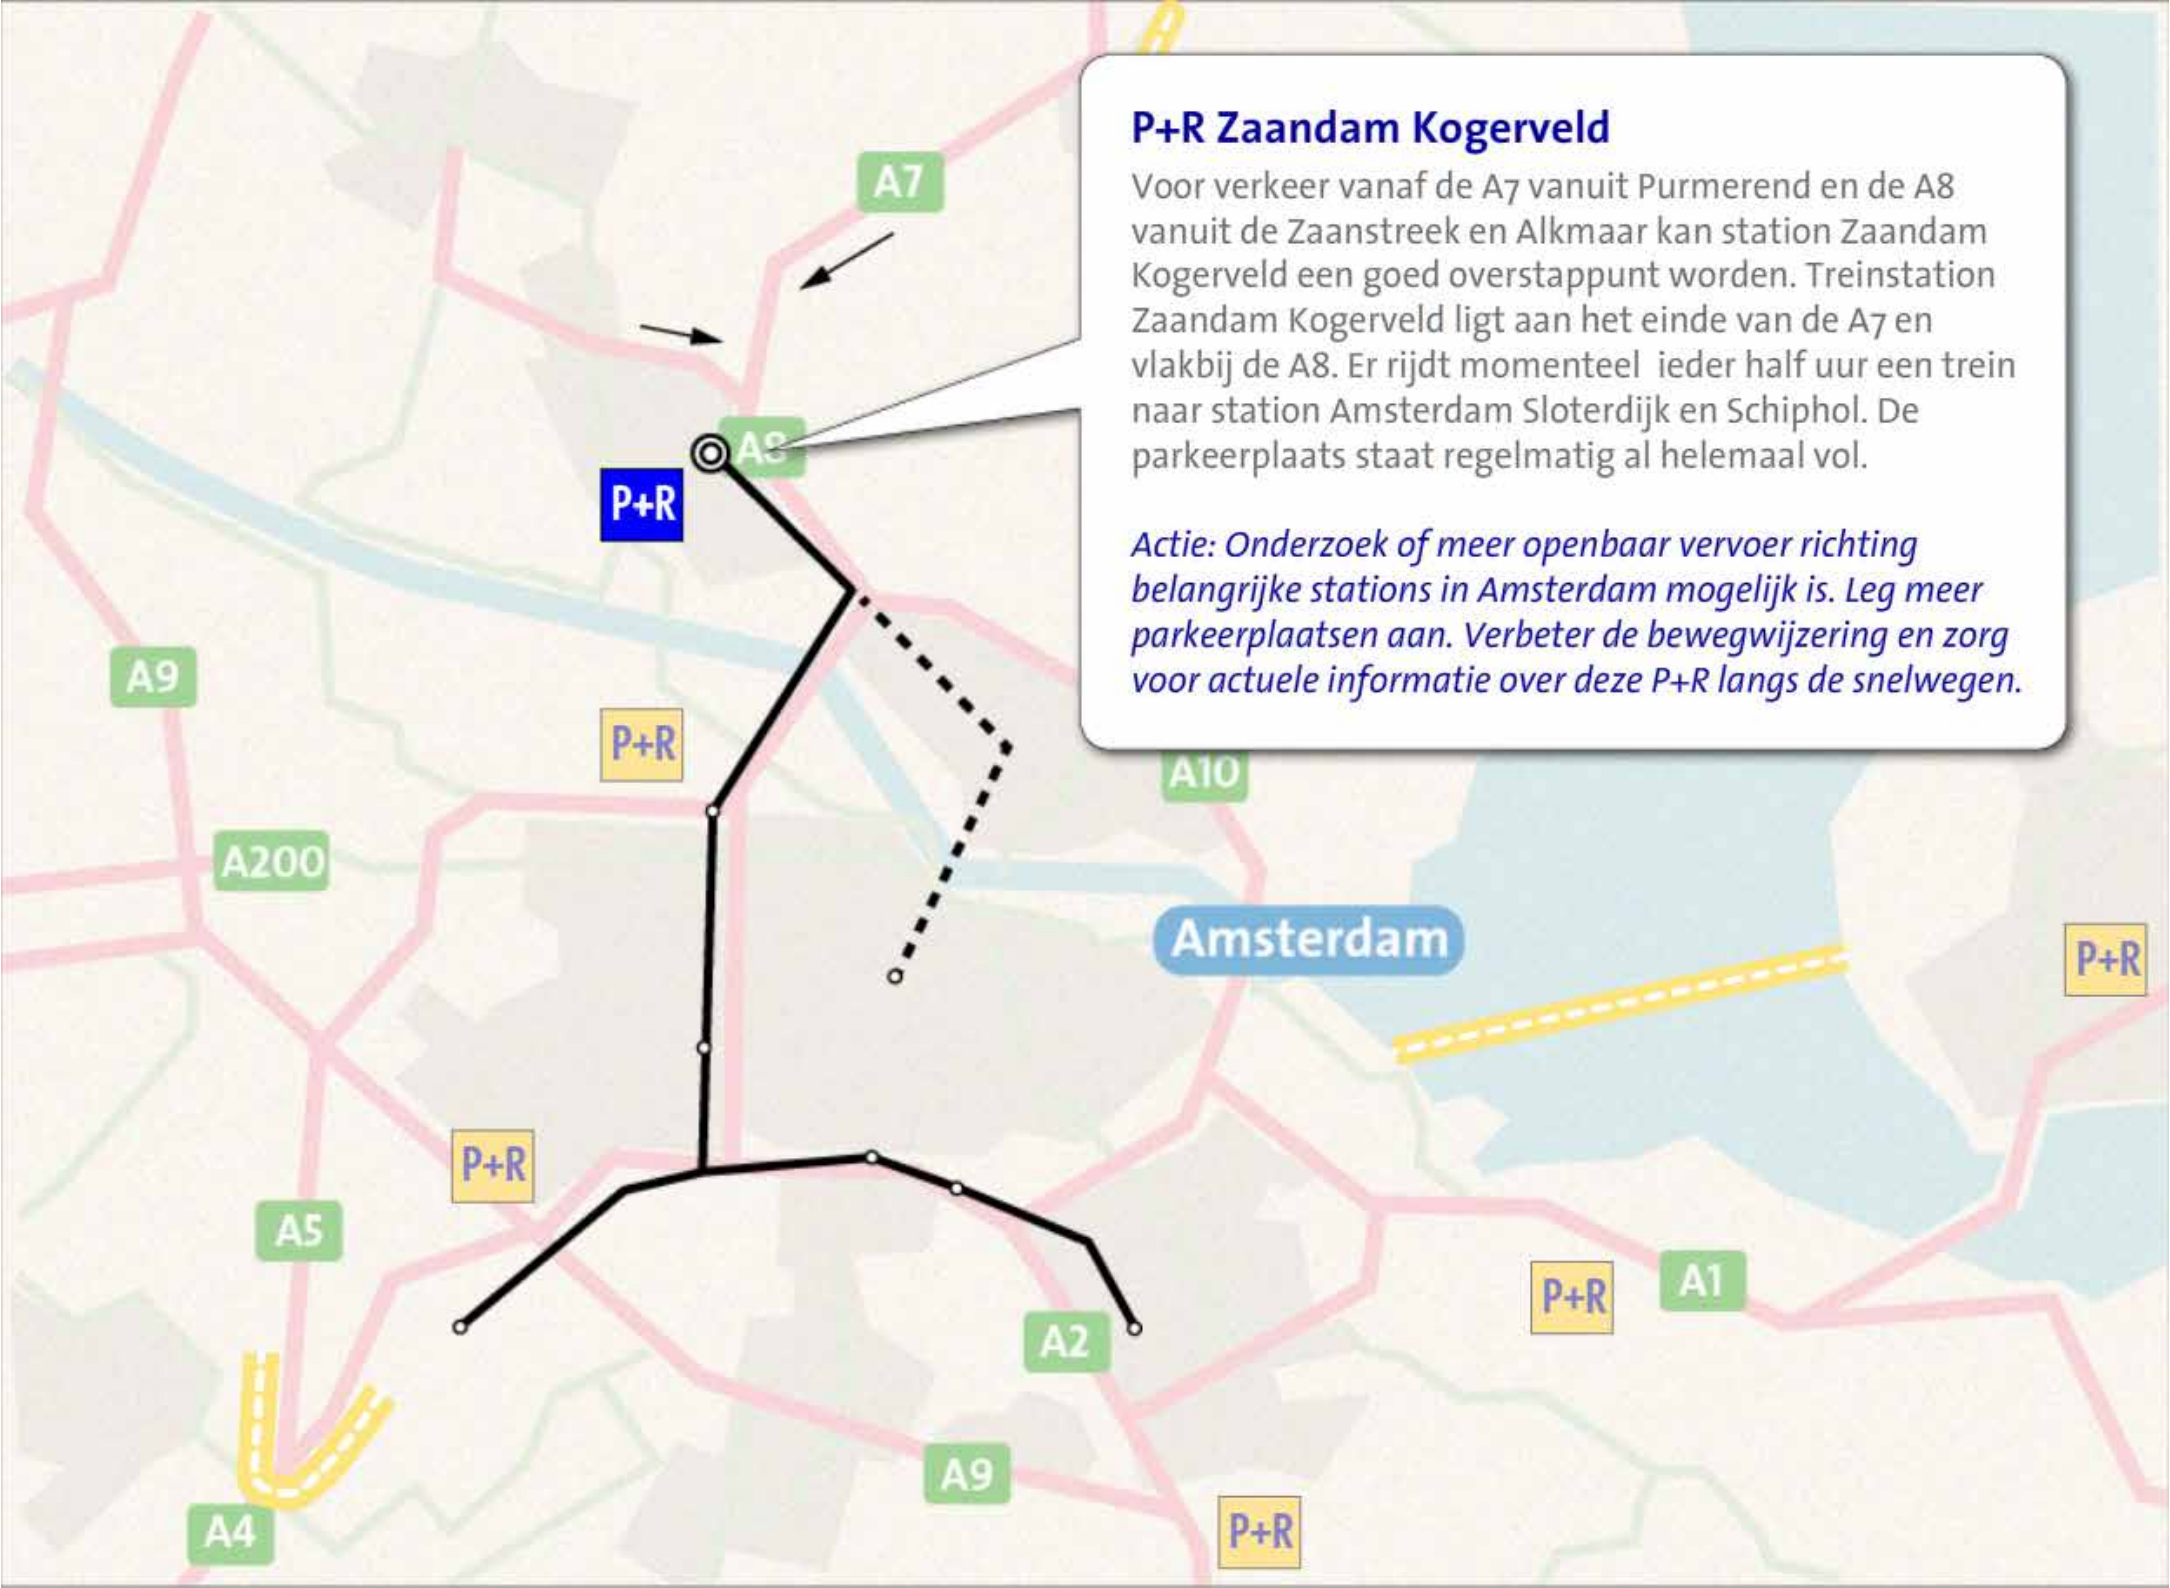 P+R Zaandam Kogerveld
Voor verkeer vanaf de A7 vanuit Purmerend en de A8
vanuit de Zaanstreek en Alkmaar kan station Zaandam
Kogerveld een goed overstappunt worden. Treinstation
Zaandam Kogerveld ligt aan het einde van de A7 en
vlakbij de A8. Er rijdt momenteel  ieder half uur een trein
naar station Amsterdam Sloterdijk en Schiphol. De
parkeerplaats staat regelmatig al helemaal vol.
Actie: Onderzoek of meer openbaar vervoer richting
belangrijke stations in Amsterdam mogelijk is. Leg meer
parkeerplaatsen aan. Verbeter de bewegwijzering en zorg
voor actuele informatie over deze P+R langs de snelwegen.
A7
A8
P+R
A9
P+R
A10
A200
Amsterdam
P+R
P+R
A5
A1
P+R
A2
A9
A4
P+R